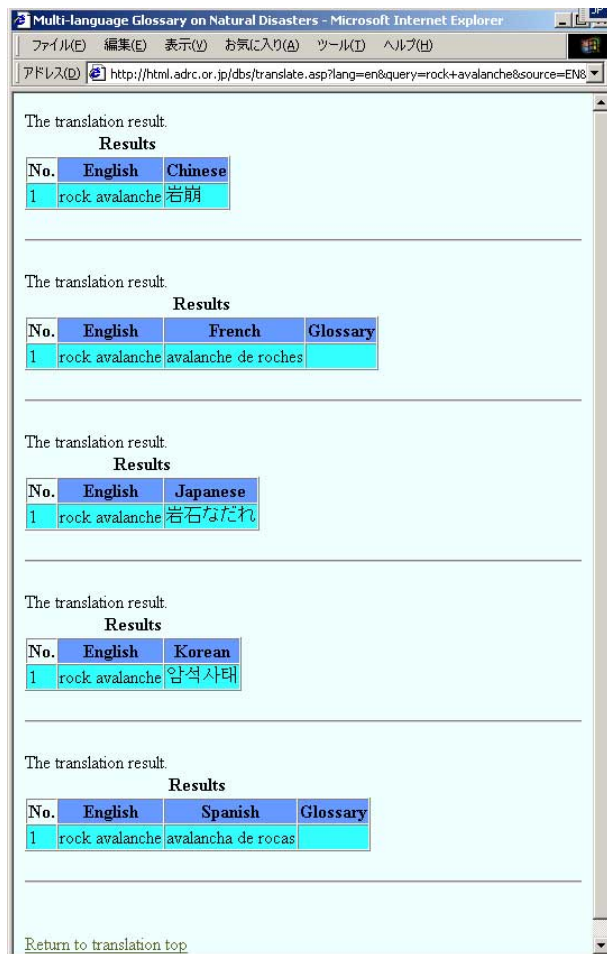 Multi-language Glossary on Natural Disasters - Microsoft Internet Explorer
ファイル(F) 編集(E) 表示(V) お気に入り(A) ツール(T) ヘルプ(H)
アドレス(D) http://html.adrc.or.jp/dbs/translate.asp?lang=en&query=rock+avalanche&source=EN&
The translation result.
Results
No. English Chinese
1 rock avalanche 岩崩
The translation result.
Results
No. English French Glossary
1 rock avalanche avalanche de roches
The translation result.
Results
No. English Japanese
1 rock avalanche 岩石なだれ
The translation result.
Results
No. English Korean
1 rock avalanche 암석사태
The translation result.
Results
No. English Spanish Glossary
1 rock avalanche avalancha de rocas
Return to translation top